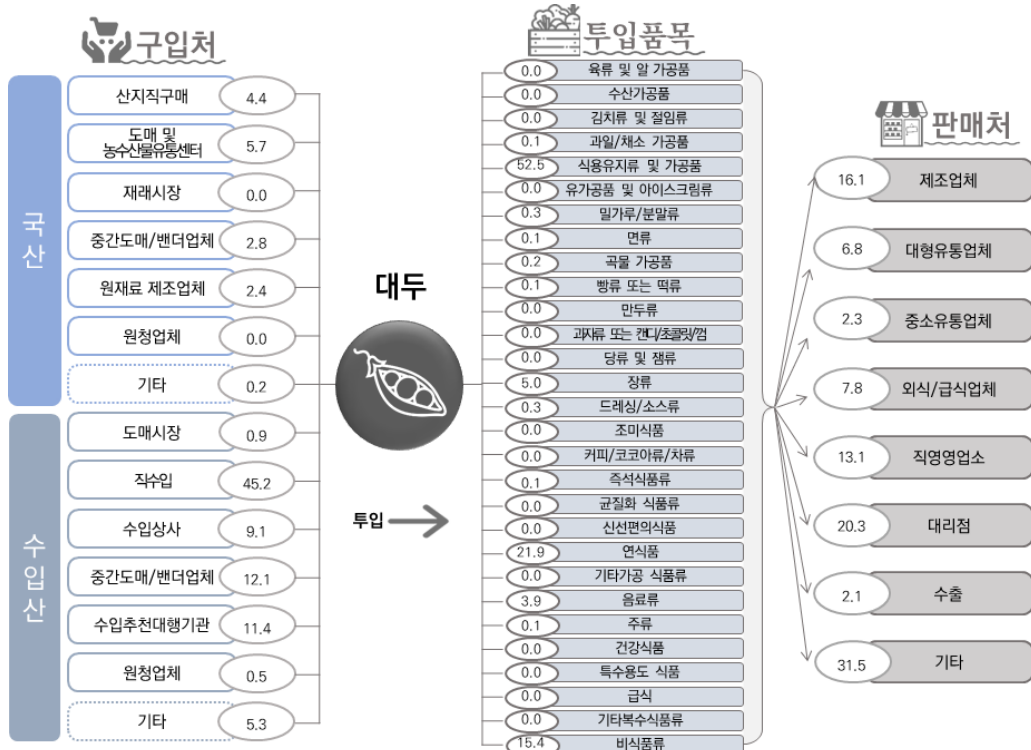 구입처
국산
산지직구매 4.4
도매 및
농수산물유통센터 5.7
재래시장 0.0
중간도매/밴더업체 2.8
원재료 제조업체 2.4
원청업체 0.0
기타 0.2
수입산
도매시장 0.9
직수입 45.2
수입상사 9.1
중간도매/밴더업체 12.1
수입추천대행기관 11.4
원청업체 0.5
기타 5.3
대두
투입
투입품목
0.0 육류 및 알 가공품
0.0 수산가공품
0.0 김치류 및 절임류
0.1 과일/채소 가공품
52.5 식용유지류 및 가공품
0.0 유가공품 및 아이스크림류
0.3 밀가루/분말류
0.1 면류
0.2 곡물 가공품
0.1 빵류 또는 떡류
0.0 만두류
0.0 과자류 또는 캔디/초콜릿/껌
0.0 당류 및 잼류
5.0 장류
0.3 드레싱/소스류
0.0 조미식품
0.0 커피/코코아류/차류
0.1 즉석식품류
0.0 균질화 식품류
0.0 신선편의식품
21.9 연식품
0.0 기타가공 식품류
3.9 음료류
0.1 주류
0.0 건강식품
0.0 특수용도 식품
0.0 급식
0.0 기타복수식품류
15.4 비식품류
판매처
16.1 제조업체
6.8 대형유통업체
2.3 중소유통업체
7.8 외식/급식업체
13.1 직영영업소
20.3 대리점
2.1 수출
31.5 기타